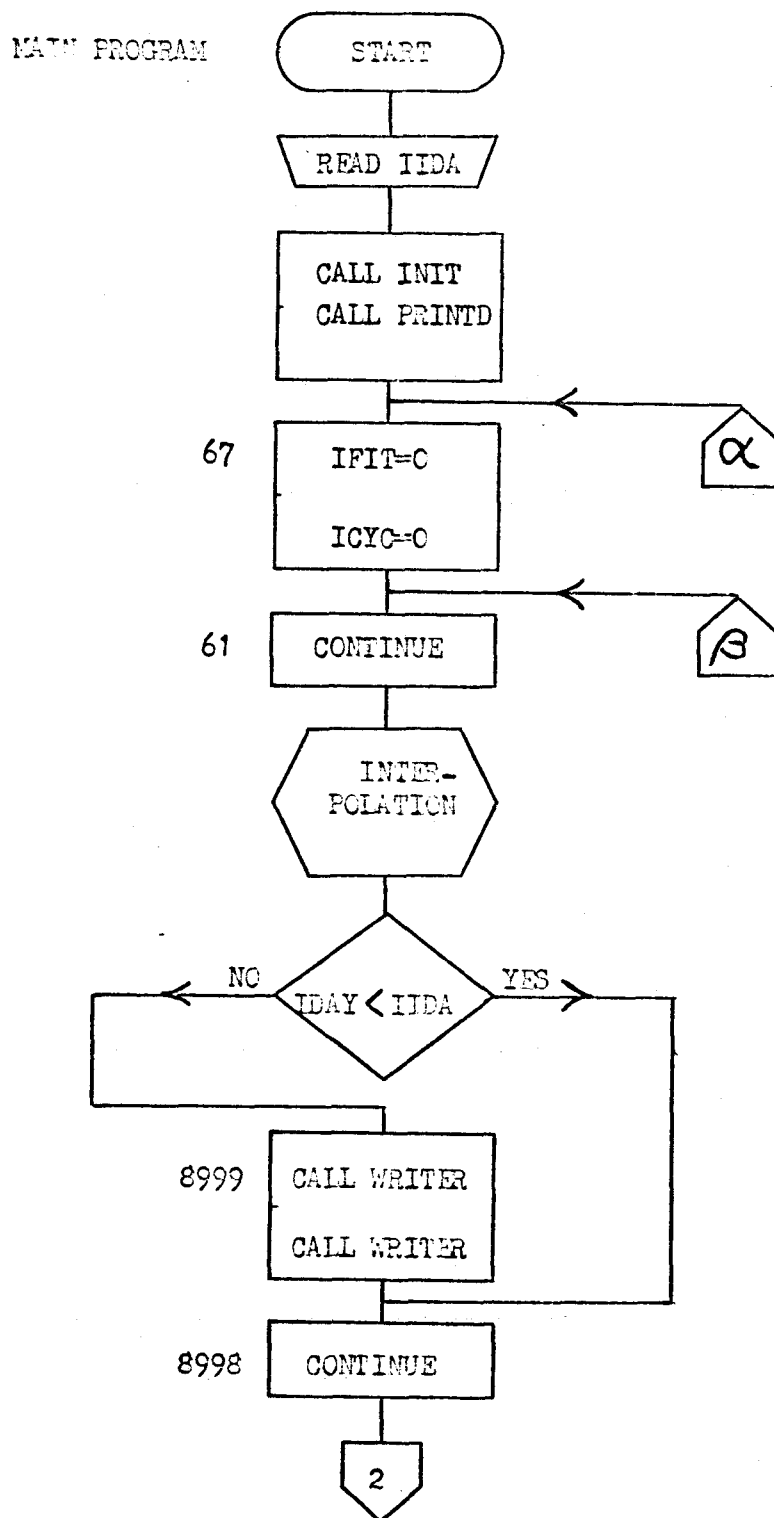 MAIN PROGRAM
START
READ IIDA
CALL INIT
CALL PRINTD
α
67
IFIT=0
ICYC=0
β
61
CONTINUE
INTER-
POLATION
NO
IDAY < IIDA
YES
8999
CALL WRITER
CALL WRITER
8998
CONTINUE
2